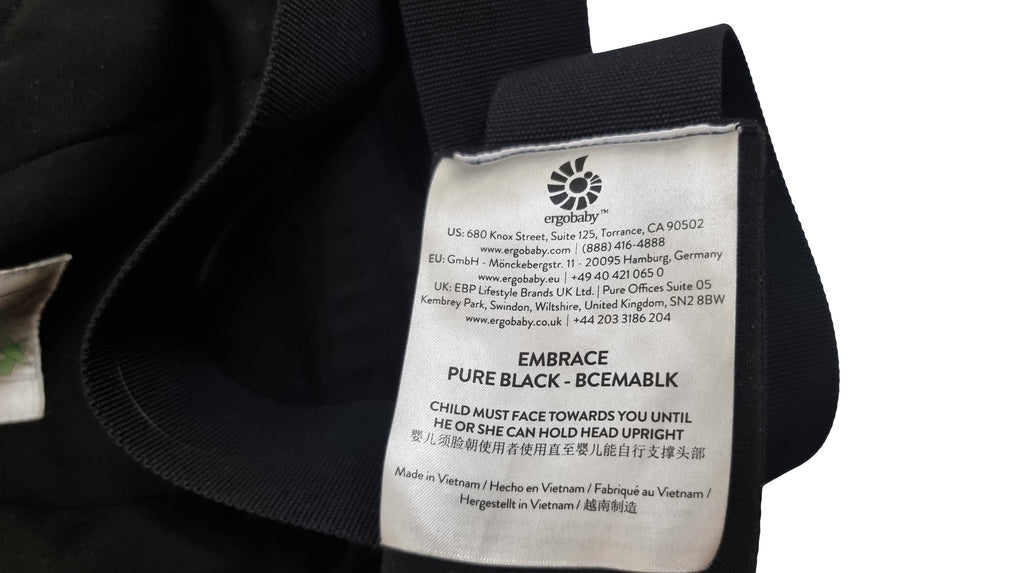 ergobaby™
US: 680 Knox Street, Suite 125, Torrance, CA 90502
www.ergobaby.com | (888) 416-4888
EU: GmbH - Mönckebergstr. 11 - 20095 Hamburg, Germany
www.ergobaby.eu | +49 40 421 065 0
UK: EBP Lifestyle Brands UK Ltd. | Pure Offices Suite 05
Kembrey Park, Swindon, Wiltshire, United Kingdom, SN2 8BW
www.ergobaby.co.uk | +44 203 3186 204
EMBRACE
PURE BLACK - BCEMABLK
CHILD MUST FACE TOWARDS YOU UNTIL
HE OR SHE CAN HOLD HEAD UPRIGHT
婴儿须脸朝使用者使用直至婴儿能自行支撑头部
Made in Vietnam / Hecho en Vietnam / Fabriqué au Vietnam /
Hergestellt in Vietnam / 越南制造